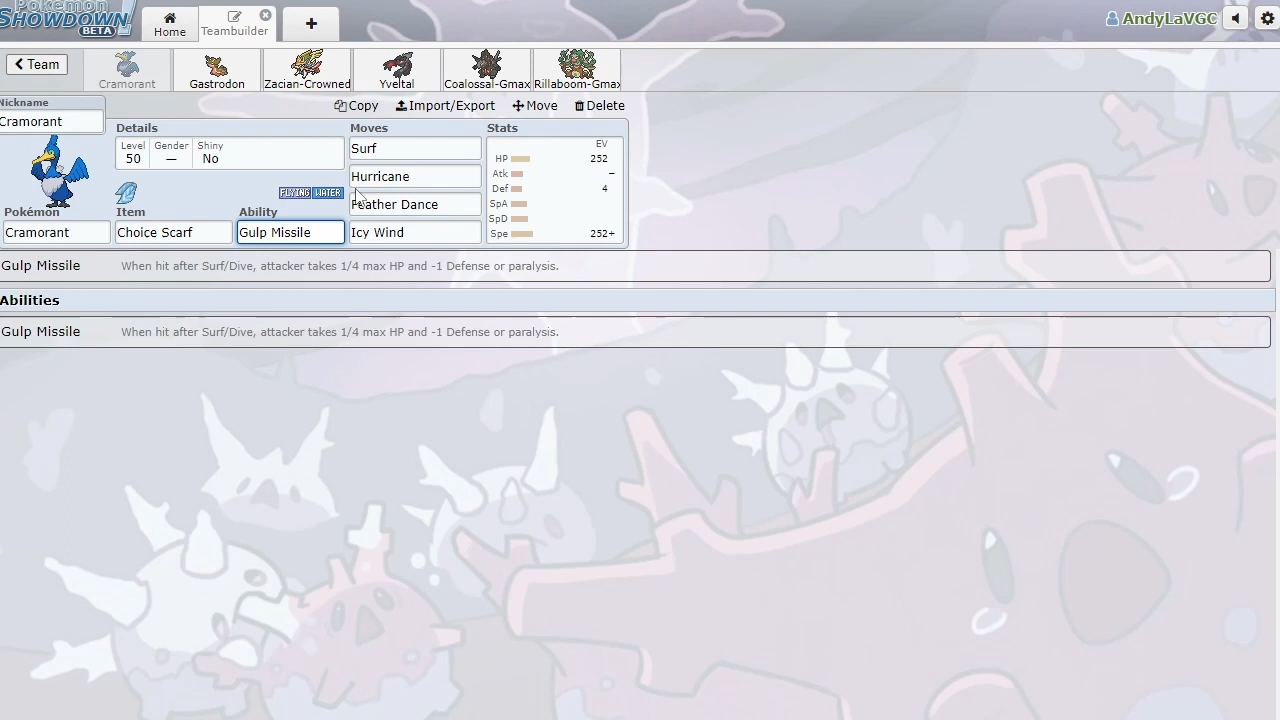 Pokémon
SHOWDOWN!
BETA
Home
Teambuilder
+
AndyLaVGC
Team
Cramorant
Gastrodon
Zacian-Crowned
Yveltal
Coalossal-Gmax
Rillaboom-Gmax
Copy
Import/Export
Move
Delete
Nickname
Cramorant
Details
Level
50
Gender
—
Shiny
No
FLYING
WATER
Pokémon
Cramorant
Item
Choice Scarf
Ability
Gulp Missile
Moves
Surf
Hurricane
Feather Dance
Icy Wind
Stats
EV
HP 252
Atk –
Def 4
SpA
SpD
Spe 252+
Gulp Missile When hit after Surf/Dive, attacker takes 1/4 max HP and -1 Defense or paralysis.
Abilities
Gulp Missile When hit after Surf/Dive, attacker takes 1/4 max HP and -1 Defense or paralysis.